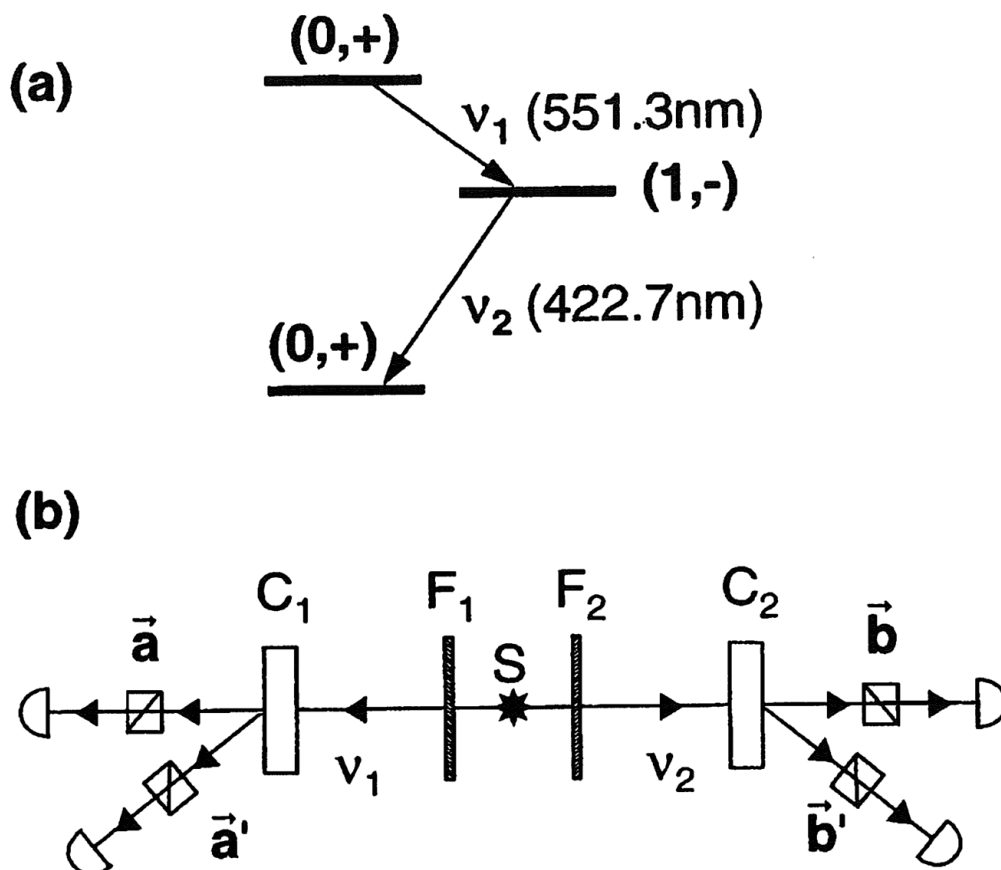 (a)
(0,+)
ν₁ (551.3nm)
(1,-)
ν₂ (422.7nm)
(0,+)
(b)
C₁ F₁ S F₂ C₂
a⃗ b⃗
ν₁ ν₂
a⃗' b⃗'